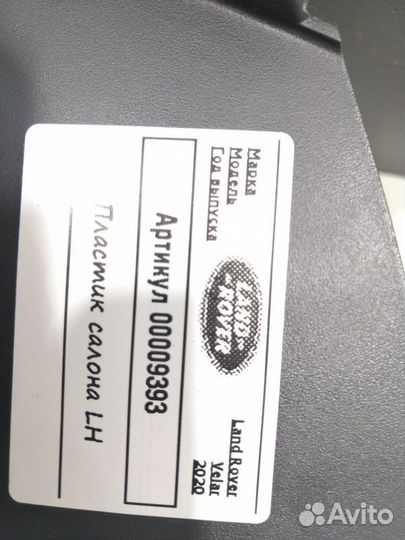 Марка Land Rover
Модель Velar
Год выпуска 2020
LAND ROVER
Артикул 00009393
Пластик салона LH
Avito